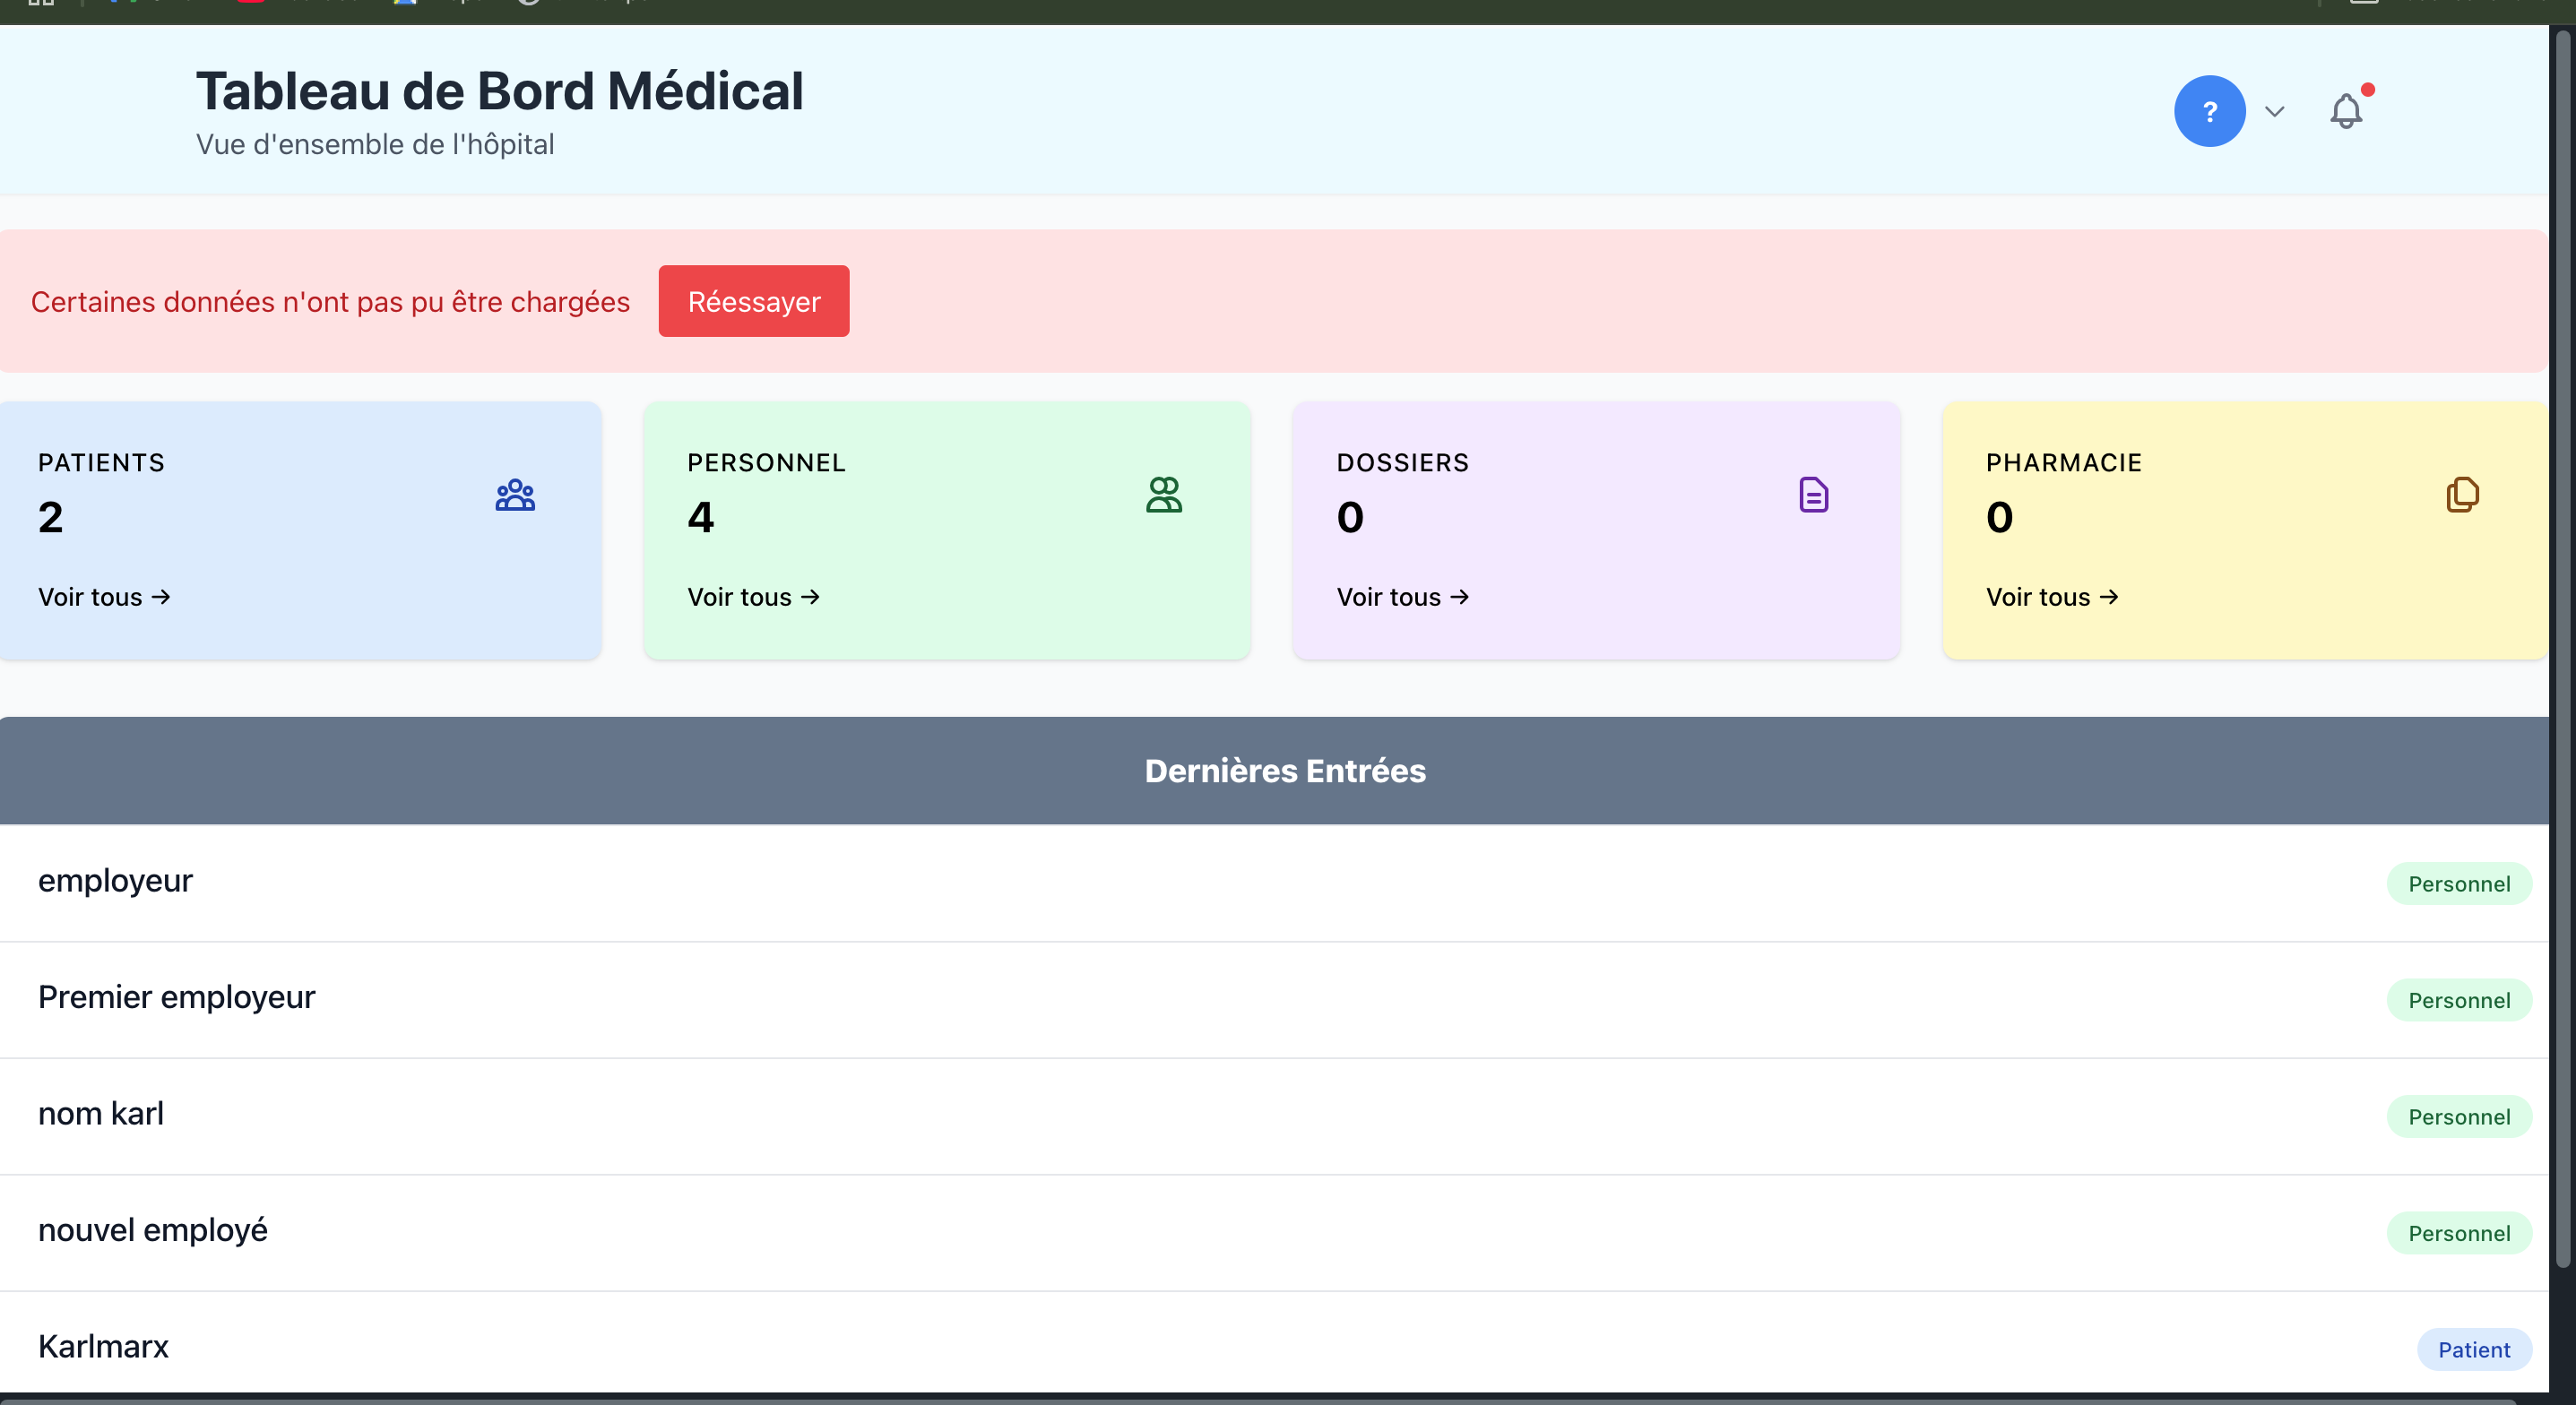 Tableau de Bord Médical
Vue d'ensemble de l'hôpital
?
Certaines données n'ont pas pu être chargées
Réessayer
PATIENTS
2
Voir tous →
PERSONNEL
4
Voir tous →
DOSSIERS
0
Voir tous →
PHARMACIE
0
Voir tous →
Dernières Entrées
employeur
Personnel
Premier employeur
Personnel
nom karl
Personnel
nouvel employé
Personnel
Karlmarx
Patient